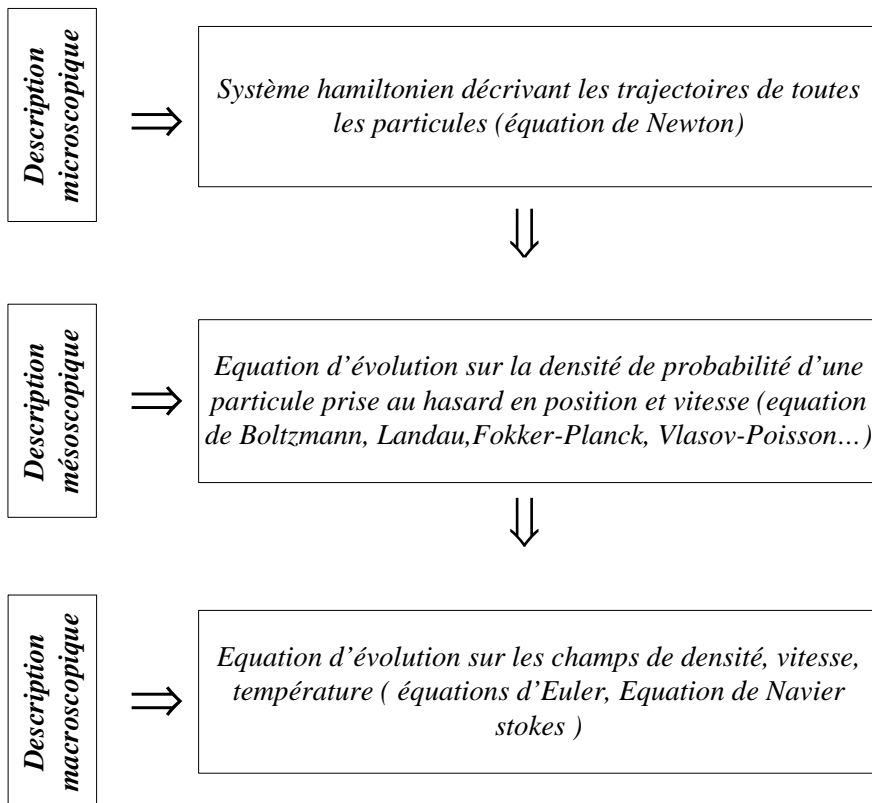 Description
microscopique
Système hamiltonien décrivant les trajectoires de toutes
les particules (équation de Newton)
Description
mésoscopique
Equation d’évolution sur la densité de probabilité d’une
particule prise au hasard en position et vitesse (equation
de Boltzmann, Landau,Fokker-Planck, Vlasov-Poisson…)
Description
macroscopique
Equation d’évolution sur les champs de densité, vitesse,
température ( équations d’Euler, Equation de Navier
stokes )